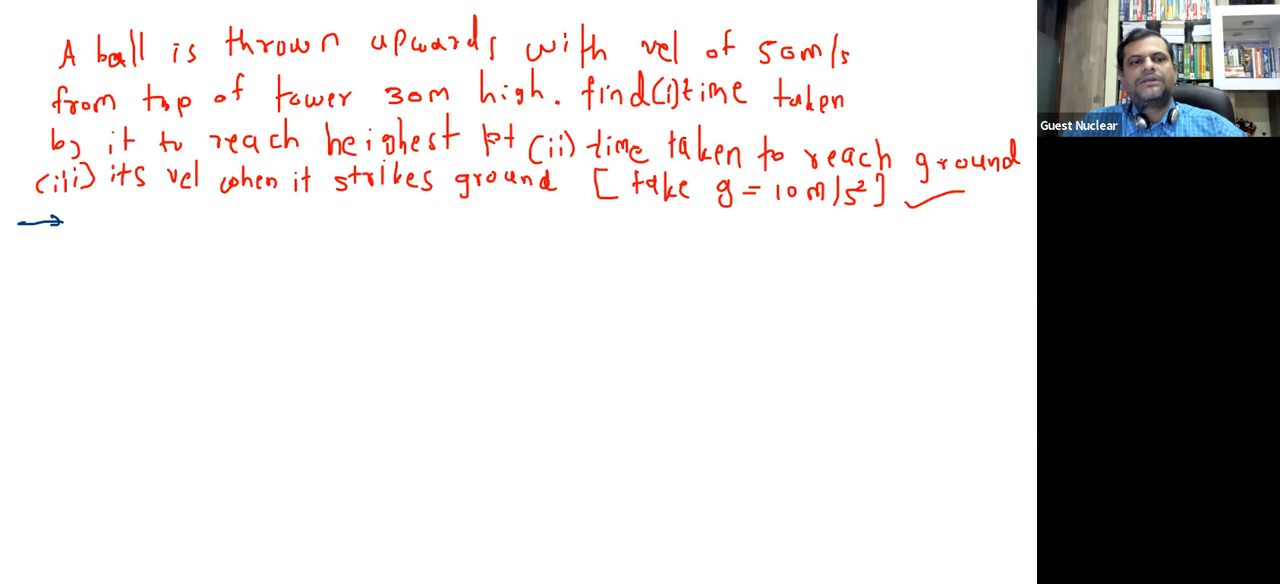 A ball is thrown upwards with vel of 50m/s
from top of tower 30m high. find(i)time taken
by it to reach heighest pt (ii) time taken to reach ground
(iii) its vel when it strikes ground [take g = 10 m/s²]
Guest Nuclear